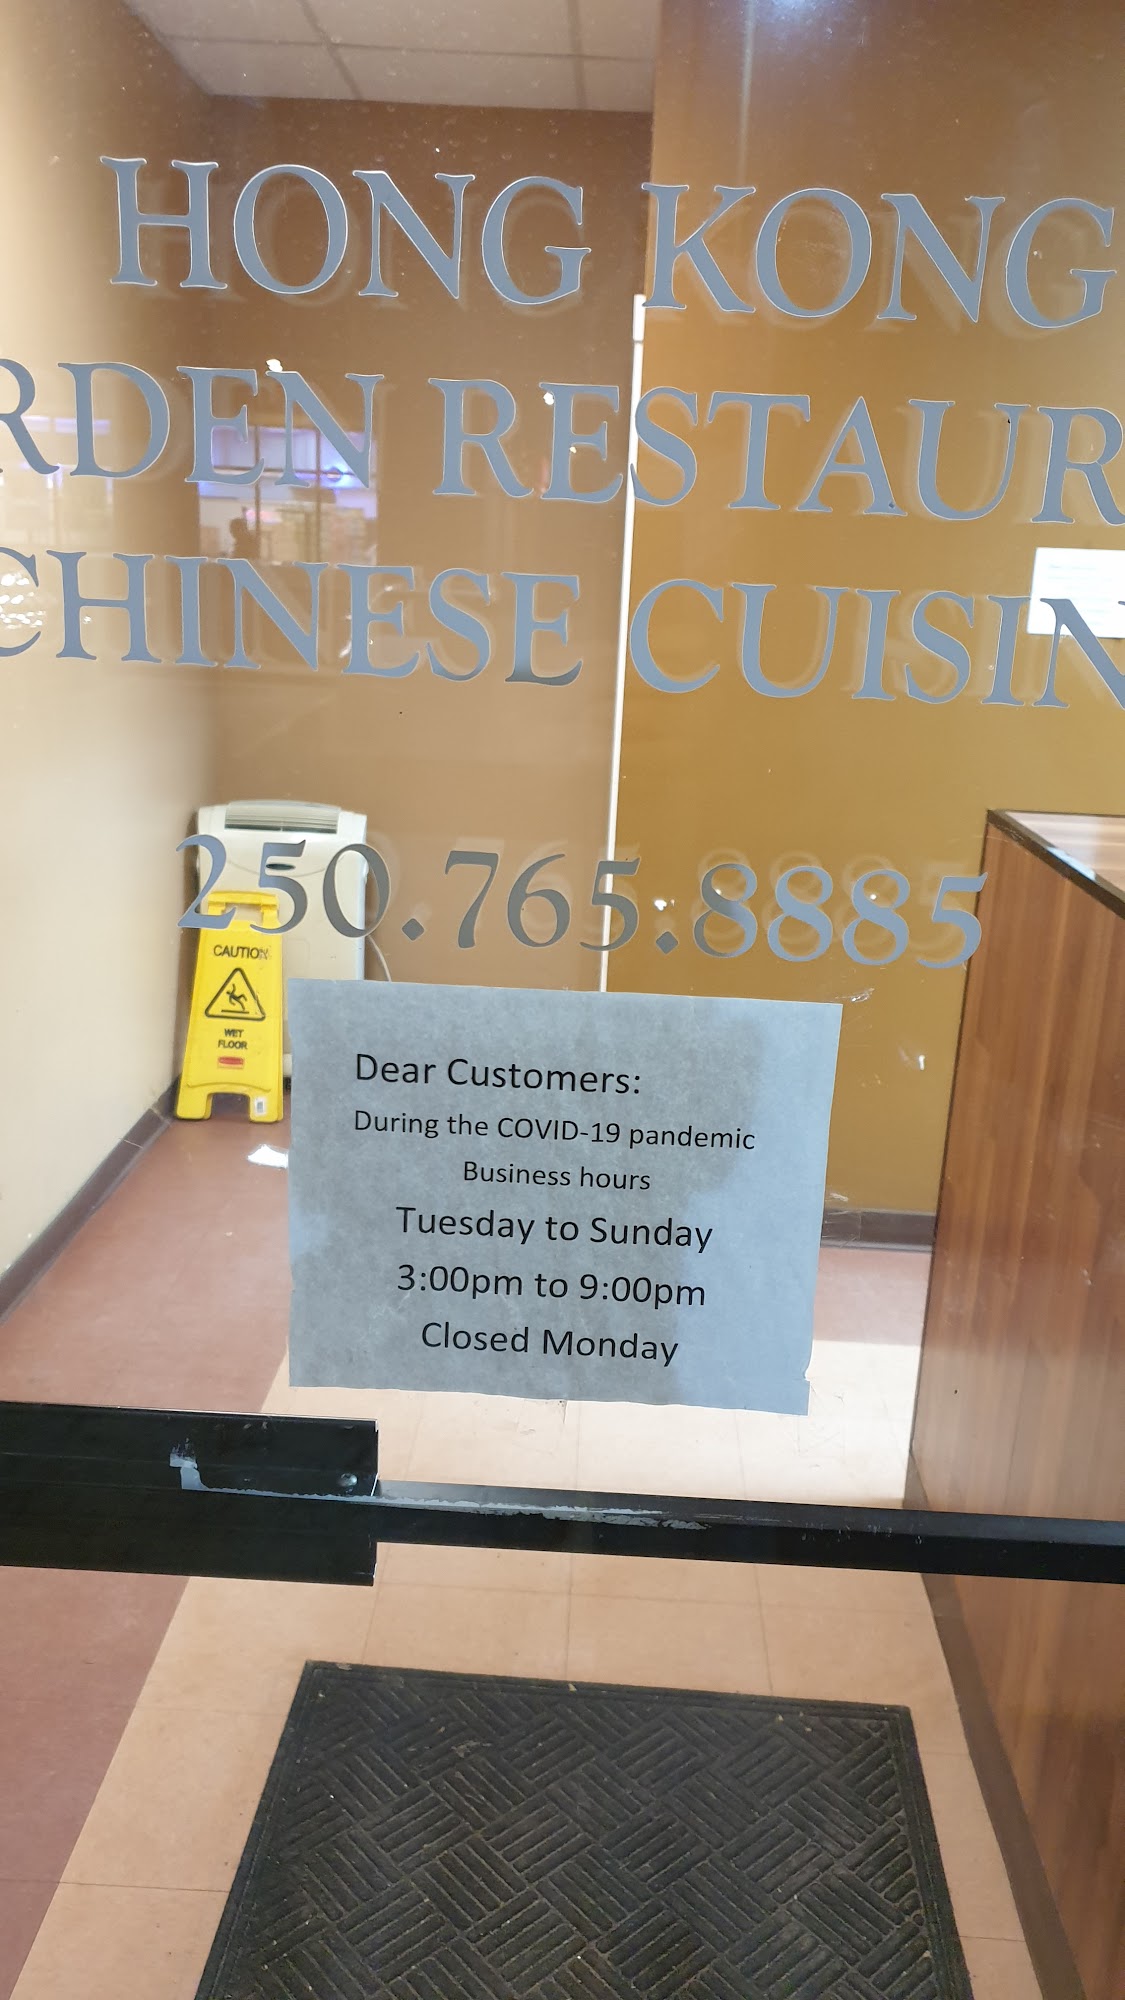 HONG KONG
RDEN RESTAUR
CHINESE CUISIN
250.765.8885
CAUTION
WET
FLOOR
Dear Customers:
During the COVID-19 pandemic
Business hours
Tuesday to Sunday
3:00pm to 9:00pm
Closed Monday